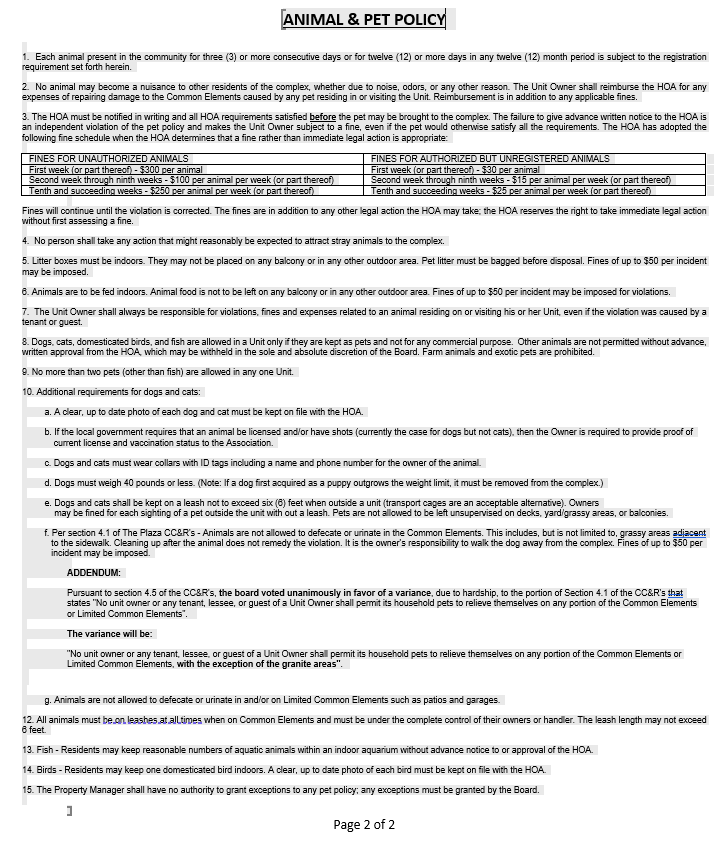 ANIMAL & PET POLICY
1. Each animal present in the community for three (3) or more consecutive days or for twelve (12) or more days in any twelve (12) month period is subject to the registration
requirement set forth herein.
2. No animal may become a nuisance to other residents of the complex, whether due to noise, odors, or any other reason. The Unit Owner shall reimburse the HOA for any
expenses of repairing damage to the Common Elements caused by any pet residing in or visiting the Unit. Reimbursement is in addition to any applicable fines.
3. The HOA must be notified in writing and all HOA requirements satisfied before the pet may be brought to the complex. The failure to give advance written notice to the HOA is
an independent violation of the pet policy and makes the Unit Owner subject to a fine, even if the pet would otherwise satisfy all the requirements. The HOA has adopted the
following fine schedule when the HOA determines that a fine rather than immediate legal action is appropriate:
FINES FOR UNAUTHORIZED ANIMALS FINES FOR AUTHORIZED BUT UNREGISTERED ANIMALS
First week (or part thereof) - $300 per animal First week (or part thereof) - $30 per animal
Second week through ninth weeks - $100 per animal per week (or part thereof) Second week through ninth weeks - $15 per animal per week (or part thereof)
Tenth and succeeding weeks - $250 per animal per week (or part thereof) Tenth and succeeding weeks - $25 per animal per week (or part thereof)
Fines will continue until the violation is corrected. The fines are in addition to any other legal action the HOA may take; the HOA reserves the right to take immediate legal action
without first assessing a fine.
4. No person shall take any action that might reasonably be expected to attract stray animals to the complex.
5. Litter boxes must be indoors. They may not be placed on any balcony or in any other outdoor area. Pet litter must be bagged before disposal. Fines of up to $50 per incident
may be imposed.
6. Animals are to be fed indoors. Animal food is not to be left on any balcony or in any other outdoor area. Fines of up to $50 per incident may be imposed for violations.
7. The Unit Owner shall always be responsible for violations, fines and expenses related to an animal residing on or visiting his or her Unit, even if the violation was caused by a
tenant or guest.
8. Dogs, cats, domesticated birds, and fish are allowed in a Unit only if they are kept as pets and not for any commercial purpose. Other animals are not permitted without advance,
written approval from the HOA, which may be withheld in the sole and absolute discretion of the Board. Farm animals and exotic pets are prohibited.
9. No more than two pets (other than fish) are allowed in any one Unit.
10. Additional requirements for dogs and cats:
a. A clear, up to date photo of each dog and cat must be kept on file with the HOA.
b. If the local government requires that an animal be licensed and/or have shots (currently the case for dogs but not cats), then the Owner is required to provide proof of
current license and vaccination status to the Association.
c. Dogs and cats must wear collars with ID tags including a name and phone number for the owner of the animal.
d. Dogs must weigh 40 pounds or less. (Note: If a dog first acquired as a puppy outgrows the weight limit, it must be removed from the complex.)
e. Dogs and cats shall be kept on a leash not to exceed six (6) feet when outside a unit (transport cages are an acceptable alternative). Owners
may be fined for each sighting of a pet outside the unit with out a leash. Pets are not allowed to be left unsupervised on decks, yard/grassy areas, or balconies.
f. Per section 4.1 of The Plaza CC&R's - Animals are not allowed to defecate or urinate in the Common Elements. This includes, but is not limited to, grassy areas adjacent
to the sidewalk. Cleaning up after the animal does not remedy the violation. It is the owner's responsibility to walk the dog away from the complex. Fines of up to $50 per
incident may be imposed.
ADDENDUM:
Pursuant to section 4.5 of the CC&R's, the board voted unanimously in favor of a variance, due to hardship, to the portion of Section 4.1 of the CC&R's that
states "No unit owner or any tenant, lessee, or guest of a Unit Owner shall permit its household pets to relieve themselves on any portion of the Common Elements
or Limited Common Elements".
The variance will be:
"No unit owner or any tenant, lessee, or guest of a Unit Owner shall permit its household pets to relieve themselves on any portion of the Common Elements or
Limited Common Elements, with the exception of the granite areas".
g. Animals are not allowed to defecate or urinate in and/or on Limited Common Elements such as patios and garages.
12. All animals must be on leashes at all times when on Common Elements and must be under the complete control of their owners or handler. The leash length may not exceed
6 feet.
13. Fish - Residents may keep reasonable numbers of aquatic animals within an indoor aquarium without advance notice to or approval of the HOA.
14. Birds - Residents may keep one domesticated bird indoors. A clear, up to date photo of each bird must be kept on file with the HOA.
15. The Property Manager shall have no authority to grant exceptions to any pet policy; any exceptions must be granted by the Board.
Page 2 of 2